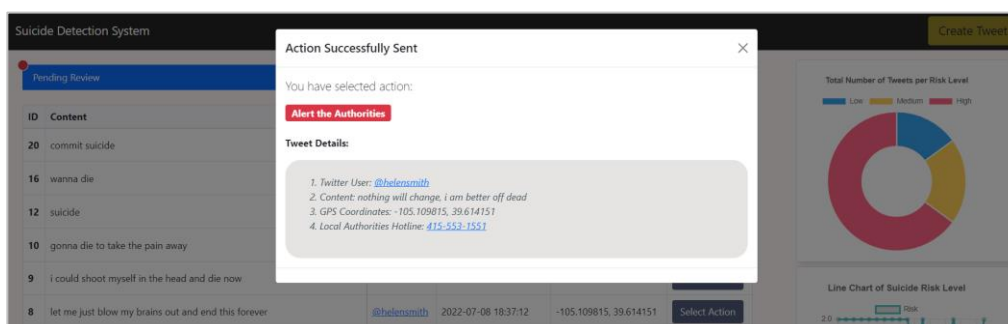 Suicide Detection System
Create Tweet
Action Successfully Sent
You have selected action:
Alert the Authorities
Tweet Details:
1. Twitter User: @helensmith
2. Content: nothing will change, i am better off dead
3. GPS Coordinates: -105.109815, 39.614151
4. Local Authorities Hotline: 415-553-1551
Pending Review
ID Content
20 commit suicide
16 wanna die
12 suicide
10 gonna die to take the pain away
9 i could shoot myself in the head and die now
8 let me just blow my brains out and end this forever @helensmith 2022-07-08 18:37:12 -105.109815, 39.614151 Select Action
Total Number of Tweets per Risk Level
Low Medium High
Line Chart of Suicide Risk Level
Risk
2.0